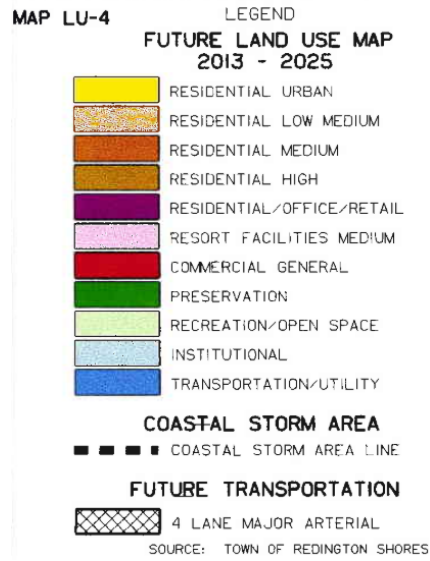 MAP LU-4
LEGEND
FUTURE LAND USE MAP
2013 - 2025
RESIDENTIAL URBAN
RESIDENTIAL LOW MEDIUM
RESIDENTIAL MEDIUM
RESIDENTIAL HIGH
RESIDENTIAL/OFFICE/RETAIL
RESORT FACILITIES MEDIUM
COMMERCIAL GENERAL
PRESERVATION
RECREATION/OPEN SPACE
INSTITUTIONAL
TRANSPORTATION/UTILITY
COASTAL STORM AREA
COASTAL STORM AREA LINE
FUTURE TRANSPORTATION
4 LANE MAJOR ARTERIAL
SOURCE: TOWN OF REDINGTON SHORES